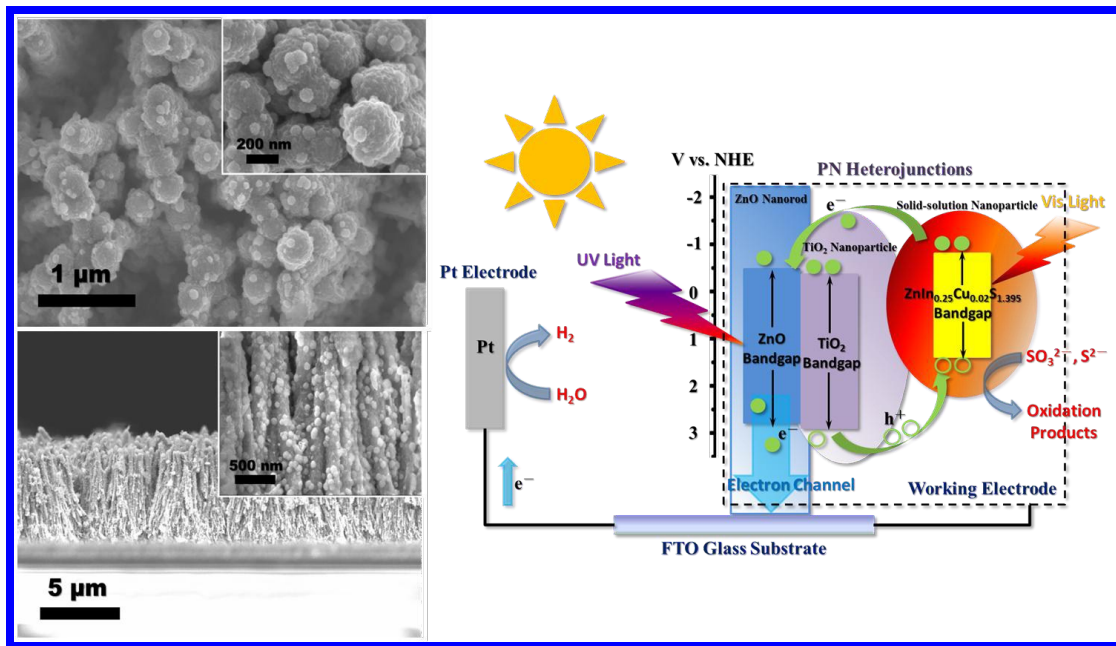 200 nm
1 μm
500 nm
5 μm
V vs. NHE
-2
-1
0
1
2
3
PN Heterojunctions
ZnO Nanorod
e⁻
Solid-solution Nanoparticle
Vis Light
TiO₂ Nanoparticle
UV Light
Pt Electrode
Pt
H₂
H₂O
ZnO
Bandgap
TiO₂
Bandgap
ZnIn₀.₂₅Cu₀.₀₂S₁.₃₉₅
Bandgap
SO₃²⁻, S²⁻
Oxidation
Products
h⁺
e⁻
Electron Channel
Working Electrode
e⁻
FTO Glass Substrate